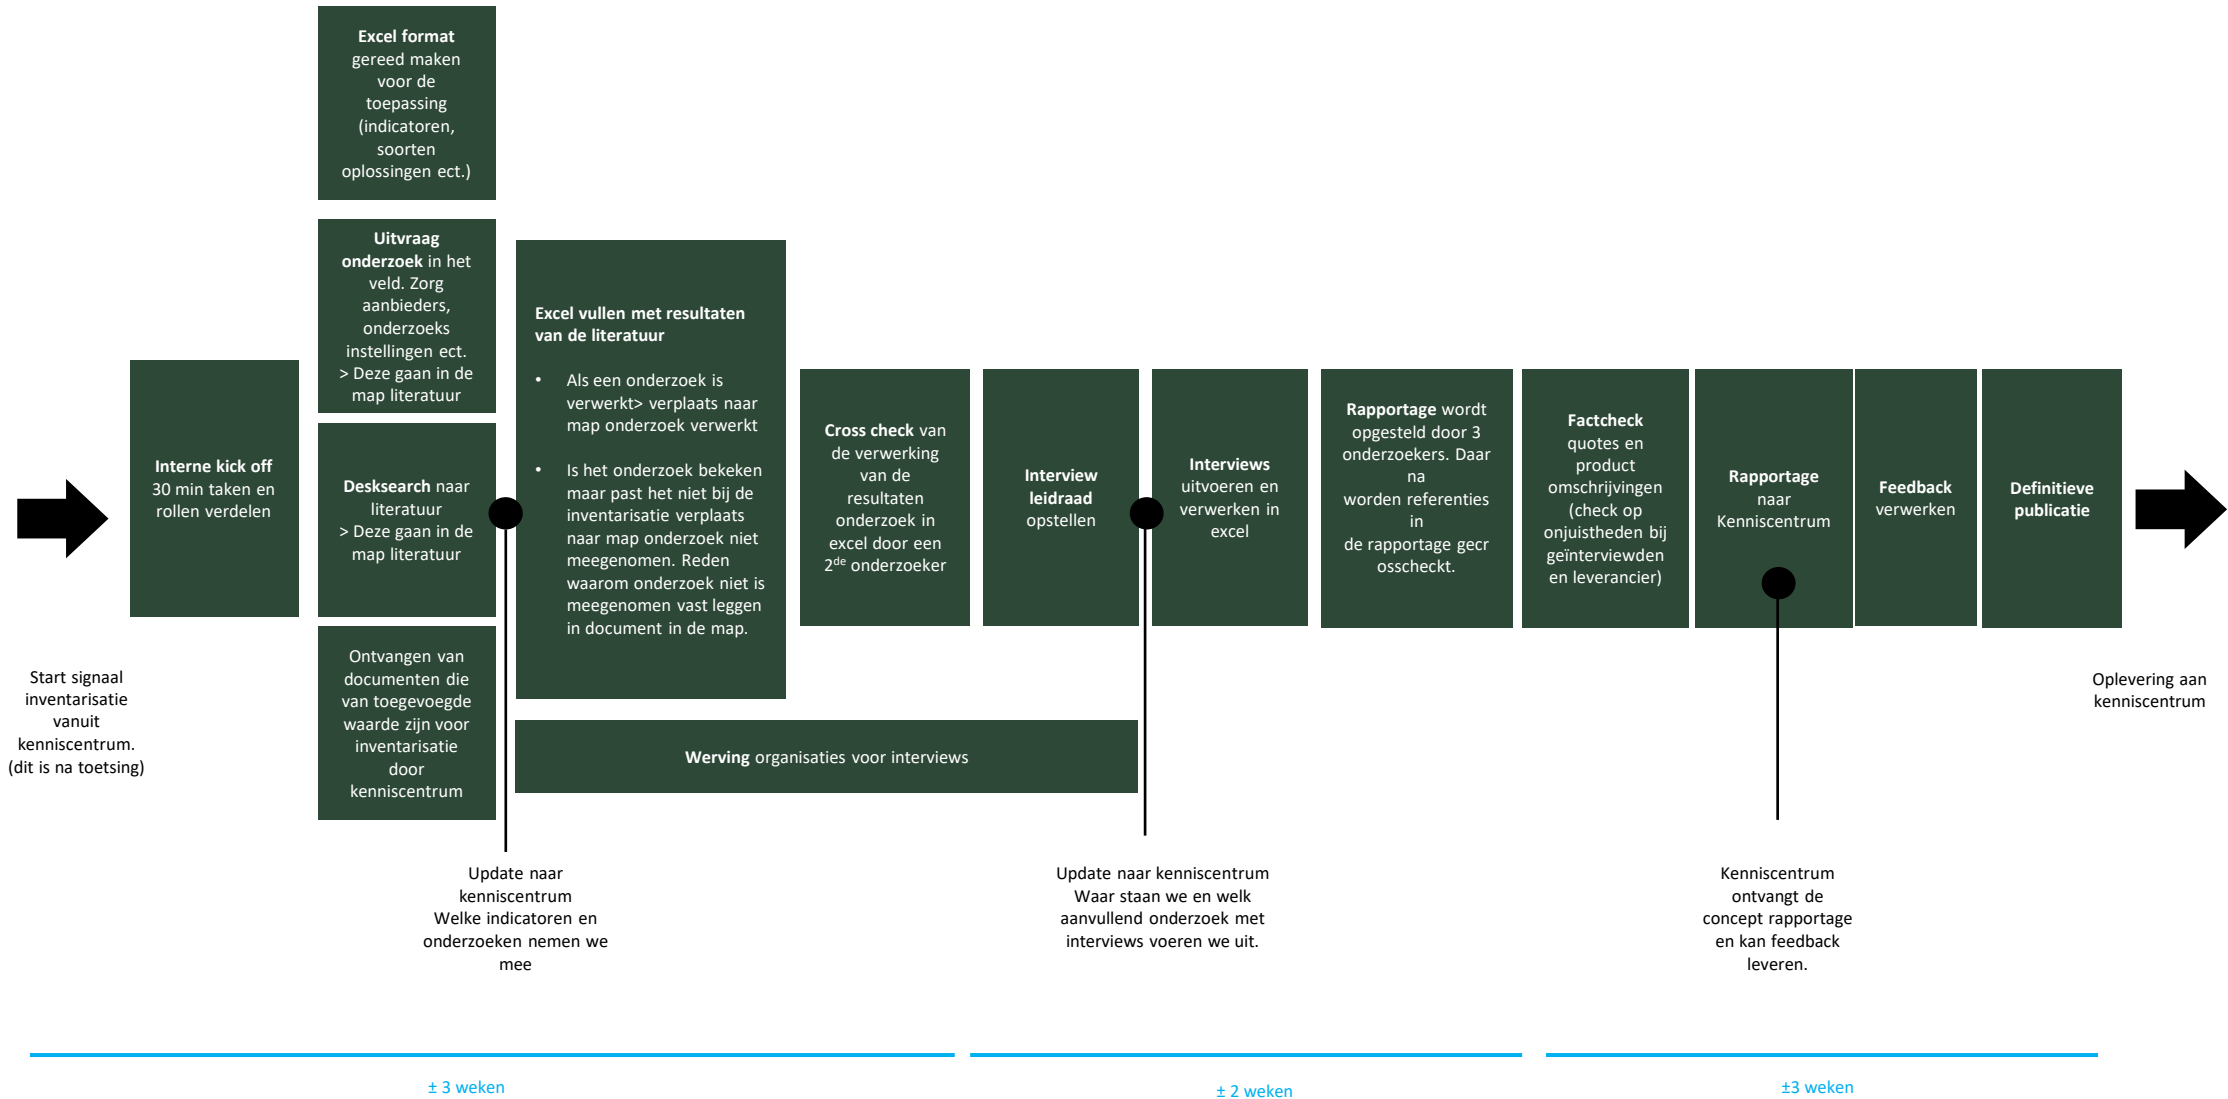 Excel format
gereed maken
voor de
toepassing
(indicatoren,
soorten
oplossingen ect.)
Uitvraag
onderzoek in het
veld. Zorg
aanbieders,
onderzoeks
instellingen ect.
> Deze gaan in de
map literatuur
Interne kick off
30 min taken en
rollen verdelen
Desksearch naar
literatuur
> Deze gaan in de
map literatuur
Ontvangen van
documenten die
van toegevoegde
waarde zijn voor
inventarisatie
door
kenniscentrum
Excel vullen met resultaten
van de literatuur
• Als een onderzoek is
verwerkt> verplaats naar
map onderzoek verwerkt
• Is het onderzoek bekeken
maar past het niet bij de
inventarisatie verplaats
naar map onderzoek niet
meegenomen. Reden
waarom onderzoek niet is
meegenomen vast leggen
in document in de map.
Cross check van
de verwerking
van de
resultaten
onderzoek in
excel door een
2de onderzoeker
Interview
leidraad
opstellen
Interviews
uitvoeren en
verwerken in
excel
Rapportage wordt
opgesteld door 3
onderzoekers. Daar
na
worden referenties
in
de rapportage gecr
osscheckt.
Factcheck
quotes en
product
omschrijvingen
(check op
onjuistheden bij
geïnterviewden
en leverancier)
Rapportage
naar
Kenniscentrum
Feedback
verwerken
Definitieve
publicatie
Werving organisaties voor interviews
Start signaal
inventarisatie
vanuit
kenniscentrum.
(dit is na toetsing)
Oplevering aan
kenniscentrum
Update naar
kenniscentrum
Welke indicatoren en
onderzoeken nemen we
mee
Update naar kenniscentrum
Waar staan we en welk
aanvullend onderzoek met
interviews voeren we uit.
Kenniscentrum
ontvangt de
concept rapportage
en kan feedback
leveren.
± 3 weken
± 2 weken
±3 weken